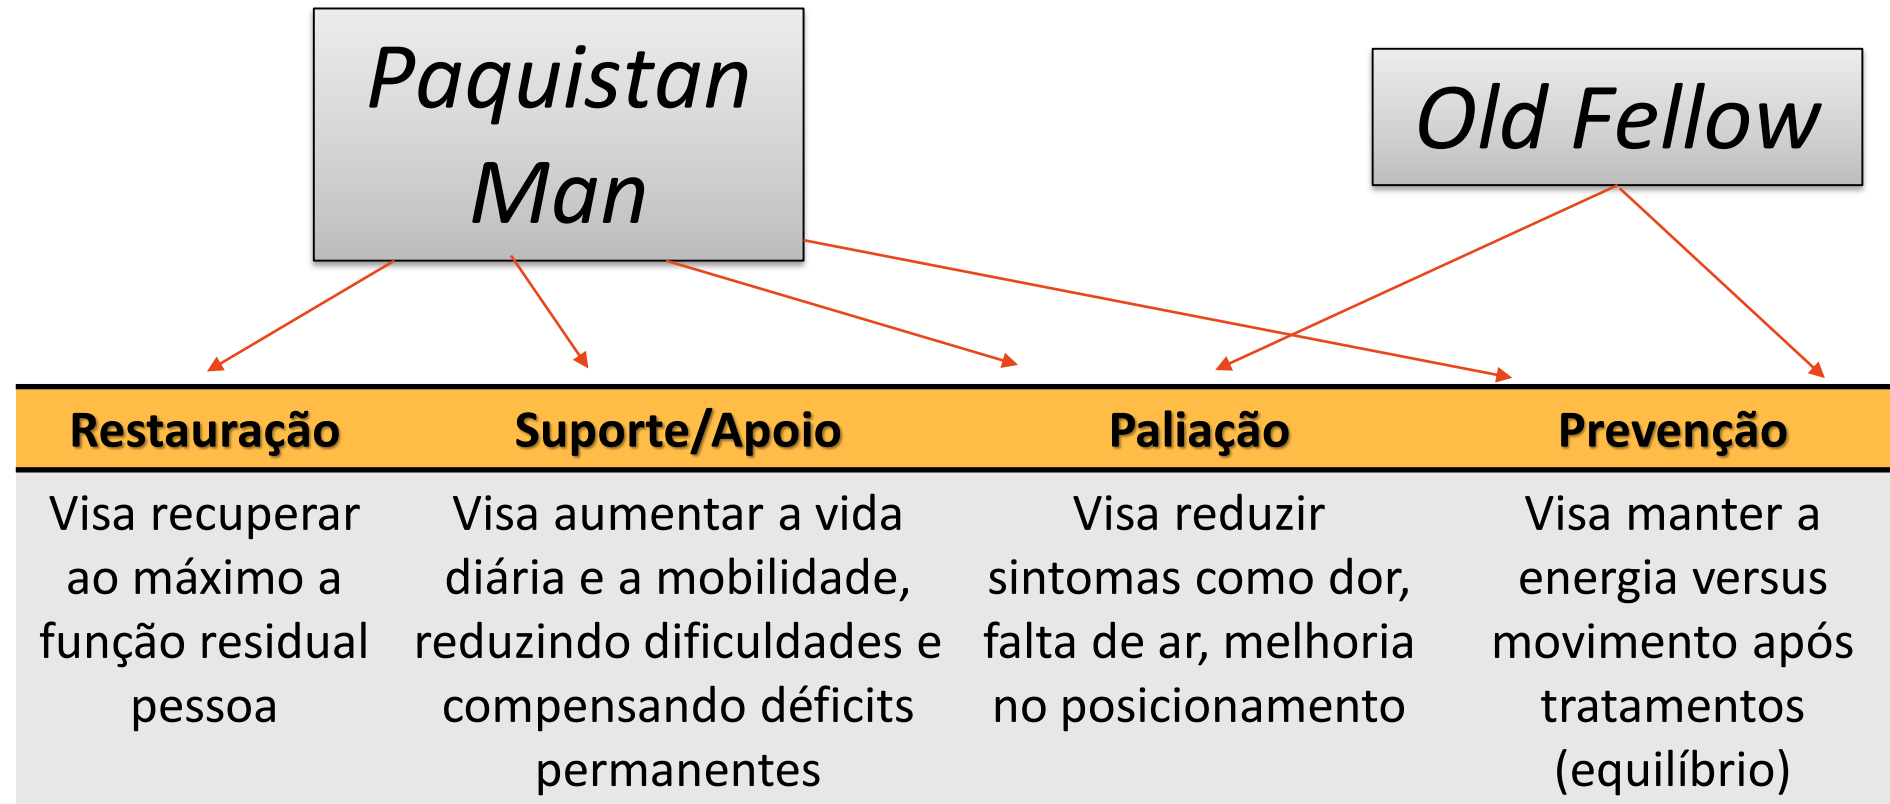 Paquistan
Man
Old Fellow
Restauração
Suporte/Apoio
Paliação
Prevenção
Visa recuperar
ao máximo a
função residual
pessoa
Visa aumentar a vida
diária e a mobilidade,
reduzindo dificuldades e
compensando déficits
permanentes
Visa reduzir
sintomas como dor,
falta de ar, melhoria
no posicionamento
Visa manter a
energia versus
movimento após
tratamentos
(equilíbrio)